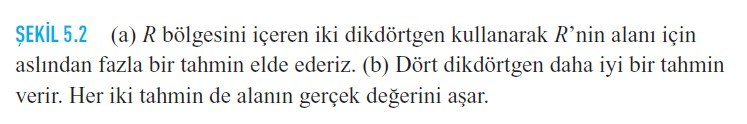 ŞEKİL 5.2 (a) R bölgesini içeren iki dikdörtgen kullanarak R’nin alanı için
aslından fazla bir tahmin elde ederiz. (b) Dört dikdörtgen daha iyi bir tahmin
verir. Her iki tahmin de alanın gerçek değerini aşar.